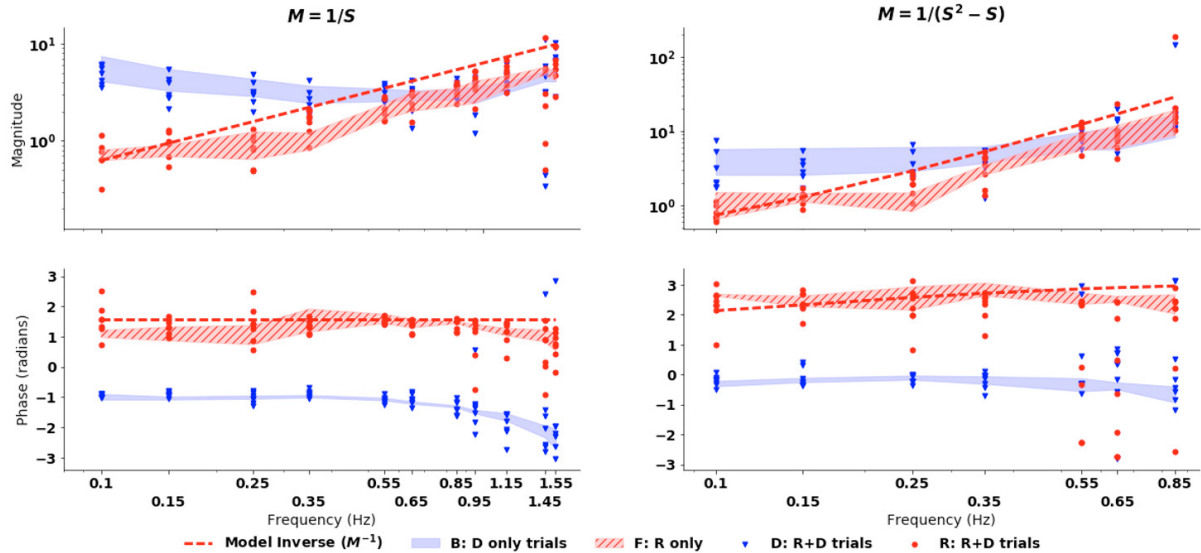 M = 1/S
M = 1/(S² − S)
Magnitude
10¹
10⁰
10²
10¹
10⁰
Phase (radians)
3
2
1
0
−1
−2
−3
3
2
1
0
−1
−2
−3
0.1 0.25 0.55 0.85 1.15 1.55
0.15 0.35 0.65 0.95 1.45
Frequency (Hz)
0.1 0.25 0.55 0.85
0.15 0.35 0.65
Frequency (Hz)
Model Inverse (M⁻¹) B: D only trials F: R only D: R+D trials R: R+D trials